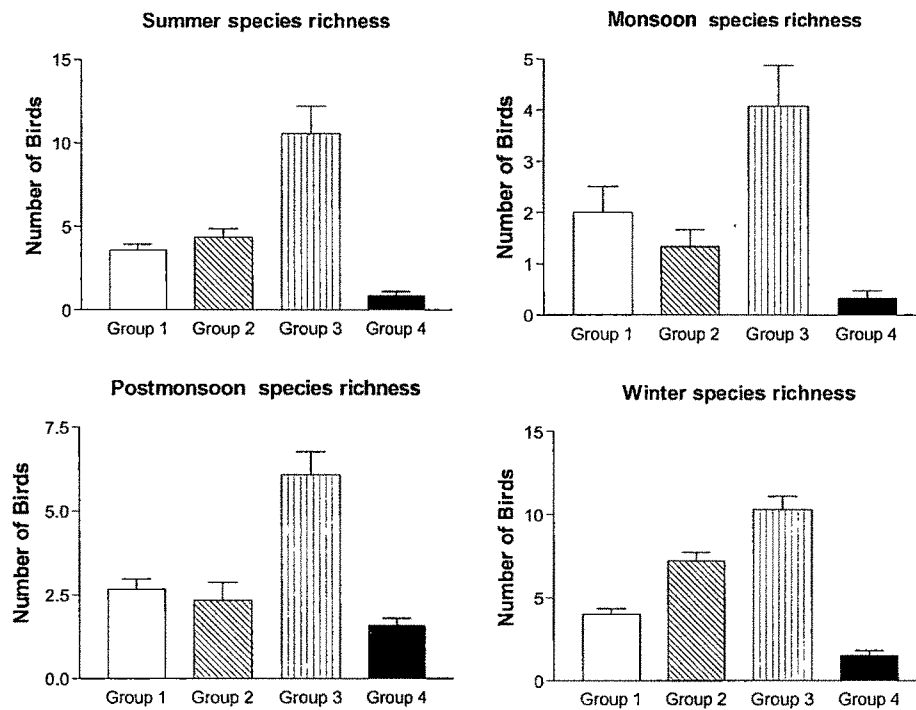 Summer species richness
Number of Birds
15
10
5
0
Group 1 Group 2 Group 3 Group 4
Monsoon species richness
Number of Birds
5
4
3
2
1
0
Group 1 Group 2 Group 3 Group 4
Postmonsoon species richness
Number of Birds
7.5
5.0
2.5
0.0
Group 1 Group 2 Group 3 Group 4
Winter species richness
Number of Birds
15
10
5
0
Group 1 Group 2 Group 3 Group 4